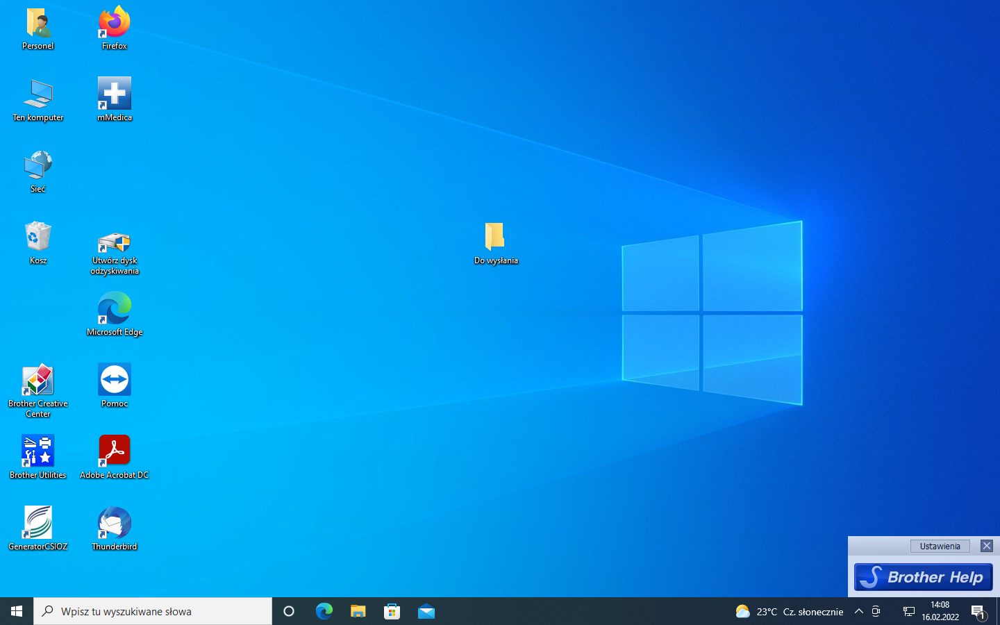 Personel
Firefox
Ten komputer
mMedica
Sieć
Kosz
Utwórz dysk
odzyskiwania
Do wysłania
Microsoft Edge
Brother Creative
Center
Pomoc
Brother Utilities
Adobe Acrobat DC
GeneratorCSIOZ
Thunderbird
Ustawienia
Brother Help
Wpisz tu wyszukiwane słowa
23°C Cz. słonecznie
14:08
16.02.2022
1